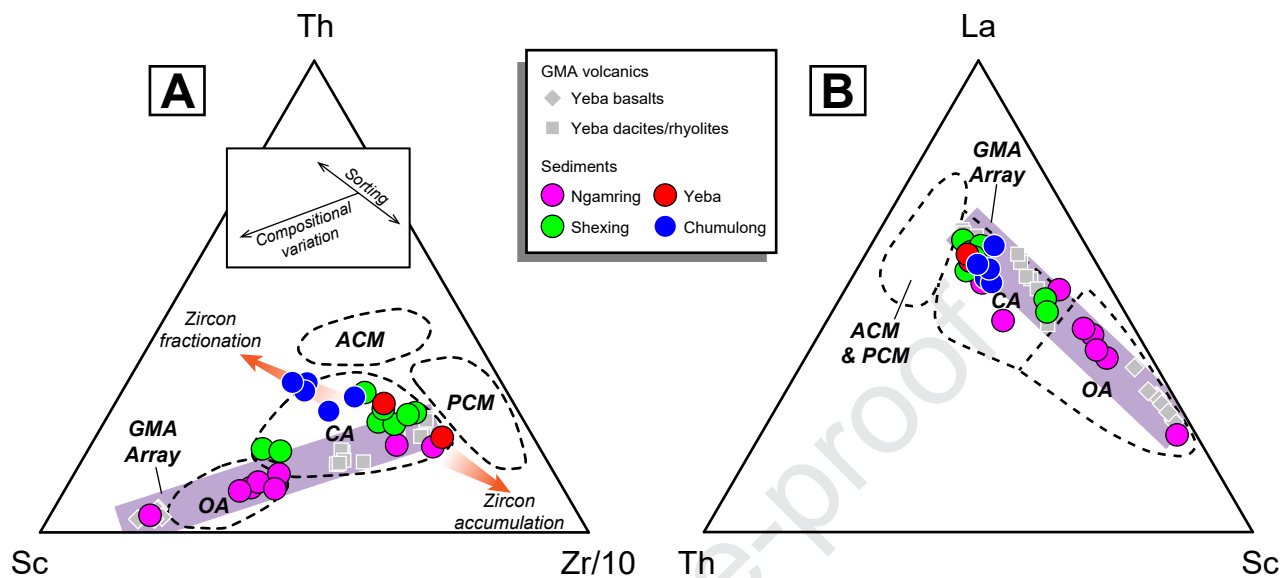 Th
A
Sorting
Compositional
variation
Zircon
fractionation
ACM
PCM
CA
GMA
Array
OA
Zircon
accumulation
Sc
Zr/10
GMA volcanics
Yeba basalts
Yeba dacites/rhyolites
Sediments
Ngamring
Yeba
Shexing
Chumulong
La
B
GMA
Array
ACM
& PCM
CA
OA
Th
Sc
e-proof